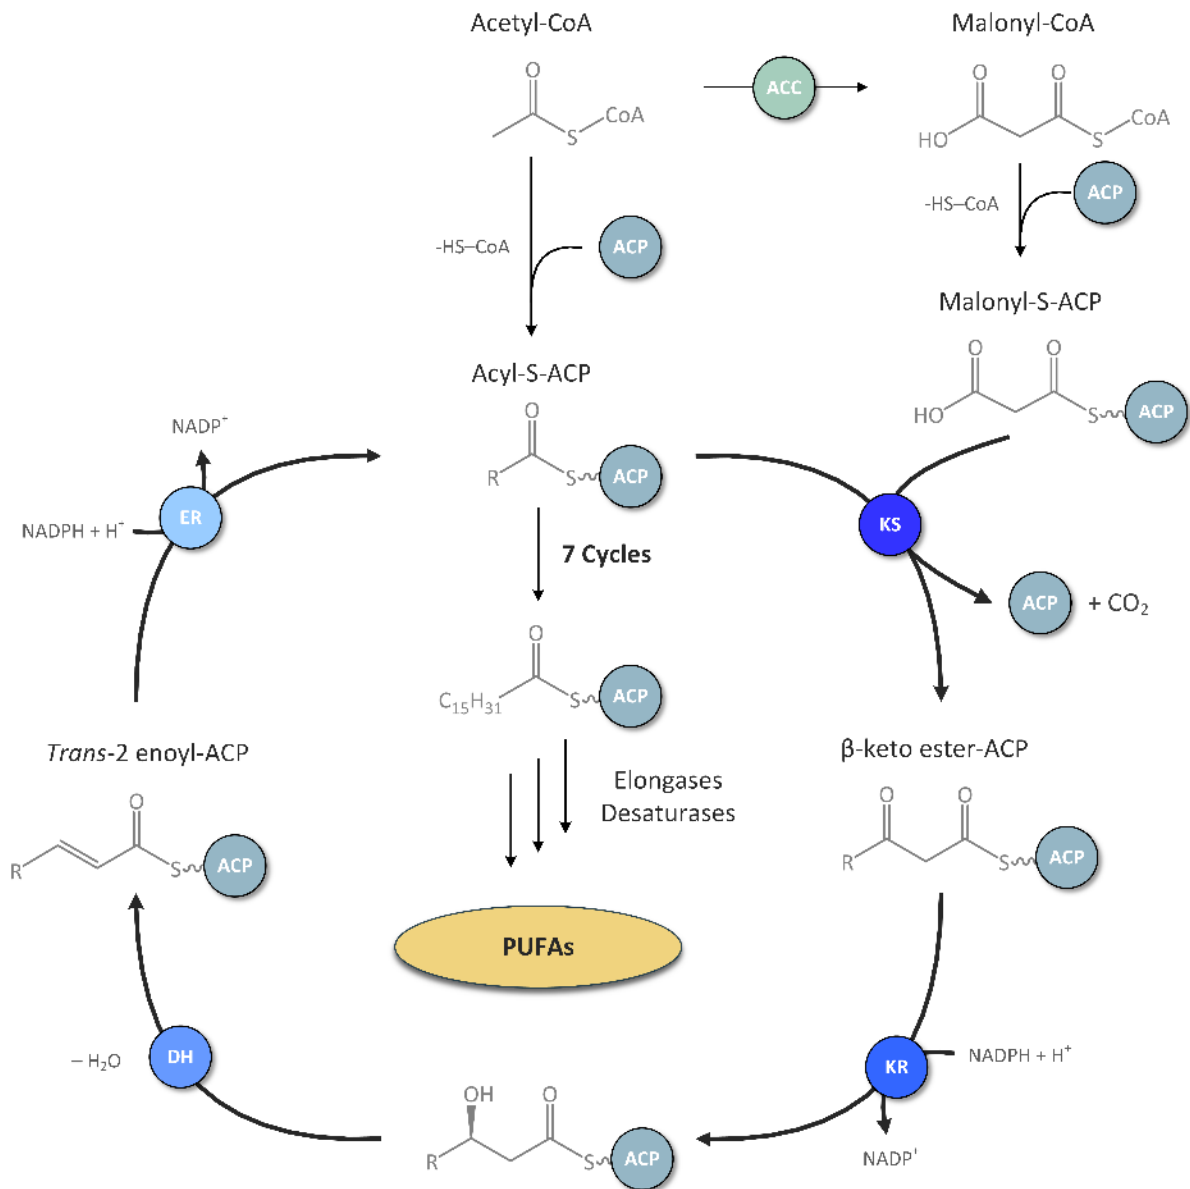 Acetyl-CoA
Malonyl-CoA
O
S
CoA
ACC
O
O
HO
S
CoA
-HS–CoA
ACP
-HS–CoA
ACP
Malonyl-S-ACP
O
O
HO
S
ACP
Acyl-S-ACP
O
R
S
ACP
NADP⁺
ER
NADPH + H⁺
KS
7 Cycles
ACP + CO₂
O
C₁₅H₃₁
S
ACP
Trans-2 enoyl-ACP
O
R
S
ACP
Elongases
Desaturases
β-keto ester-ACP
O
O
R
S
ACP
PUFAs
– H₂O
DH
KR
NADPH + H⁺
NADP⁺
OH
O
R
S
ACP